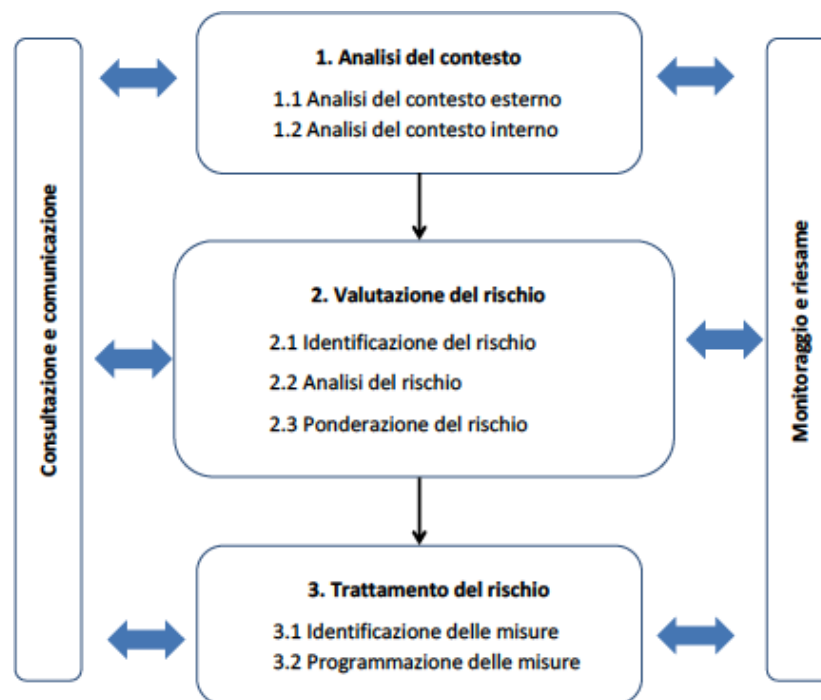 Consultazione e comunicazione
1. Analisi del contesto
1.1 Analisi del contesto esterno
1.2 Analisi del contesto interno
2. Valutazione del rischio
2.1 Identificazione del rischio
2.2 Analisi del rischio
2.3 Ponderazione del rischio
3. Trattamento del rischio
3.1 Identificazione delle misure
3.2 Programmazione delle misure
Monitoraggio e riesame